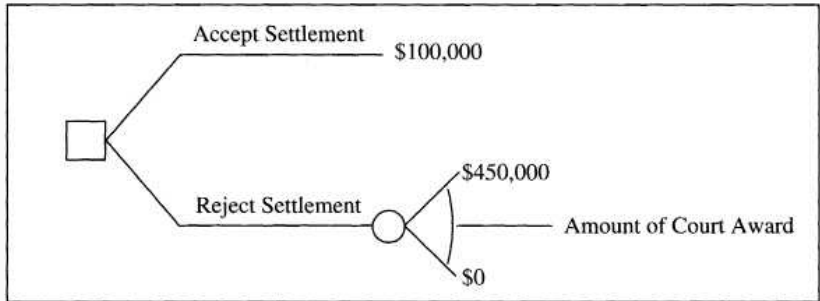 Accept Settlement
$100,000
$450,000
Reject Settlement
Amount of Court Award
$0